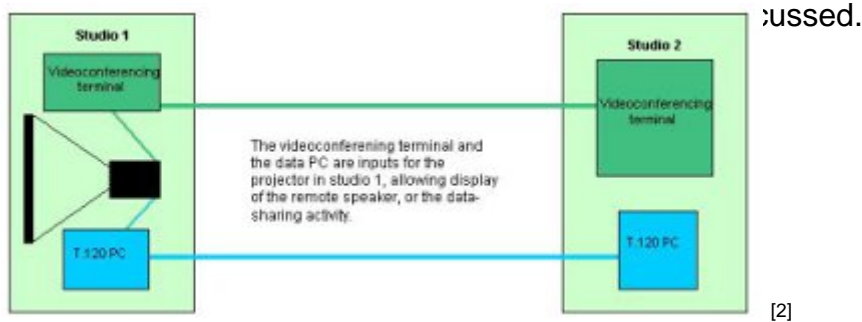 cussed.
Studio 1
Videoconferencing
terminal
T.120 PC
The videoconferening terminal and
the data PC are inputs for the
projector in studio 1, allowing display
of the remote speaker, or the data-
sharing activity.
Studio 2
Videoconferencing
terminal
T.120 PC
[2]